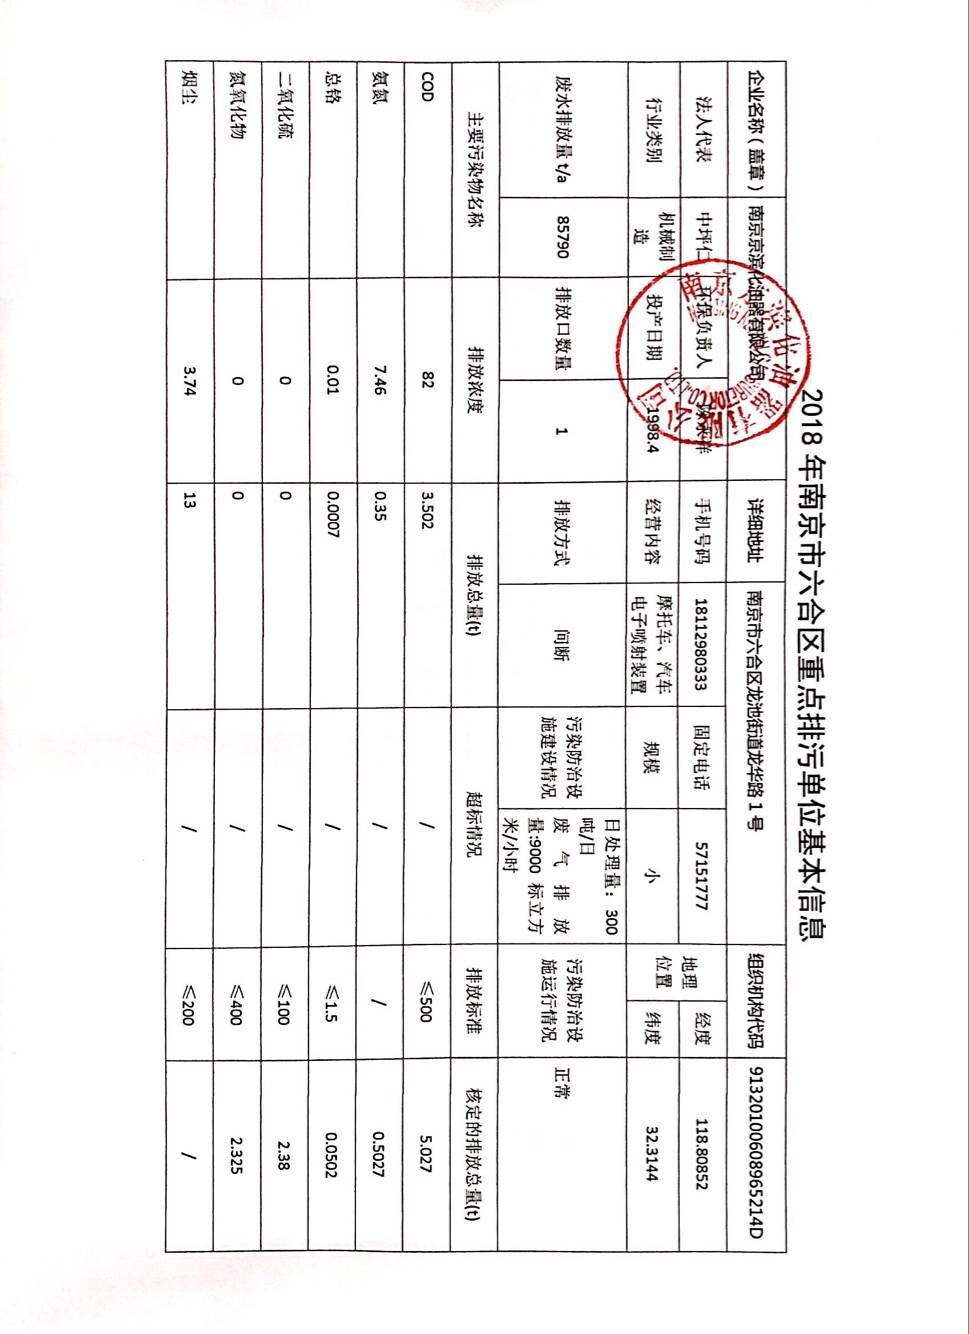 2018 年南京市六合区重点排污单位基本信息
企业名称（盖章） 南京京滨化油器有限公司 详细地址 南京市六合区龙池街道龙华路 1 号 组织机构代码 91320100608965214D
法人代表 中坪仁 环保负责人 手机号码 18112980333 固定电话 57151777 地理 经度 118.80852
行业类别 机械制 投产日期 1998.4 经营内容 摩托车、汽车 规模 小 位置 纬度 32.3144
造 电子喷射装置
废水排放量 t/a 85790 排放口数量 1 排放方式 间断 污染防治设 日处理量：300 污染防治设 正常
施建设情况 吨/日 施运行情况
废 气 排 放
量:9000 标立方
米/小时
主要污染物名称 排放浓度 排放总量(t) 超标情况 排放标准 核定的排放总量(t)
COD 82 3.502 / ≤500 5.027
氨氮 7.46 0.35 / / 0.5027
总铬 0.01 0.0007 / ≤1.5 0.0502
二氧化硫 0 0 / ≤100 2.38
氮氧化物 0 0 / ≤400 2.325
烟尘 3.74 13 / ≤200 /